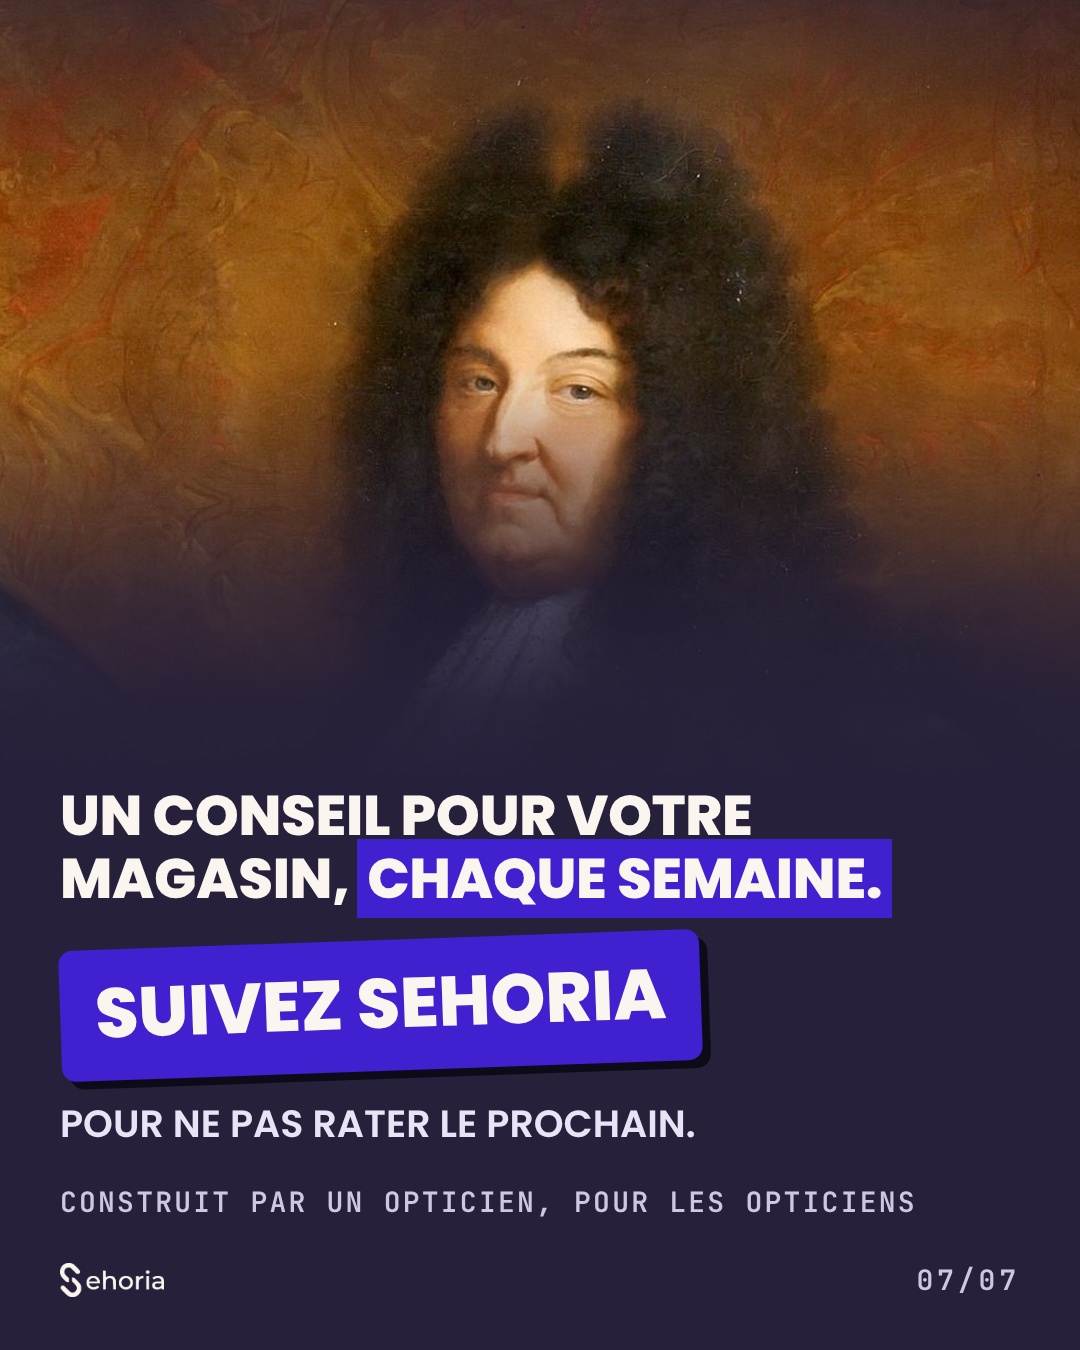 UN CONSEIL POUR VOTRE
MAGASIN, CHAQUE SEMAINE.
SUIVEZ SEHORIA
POUR NE PAS RATER LE PROCHAIN.
CONSTRUIT PAR UN OPTICIEN, POUR LES OPTICIENS
Sehoria
07/07